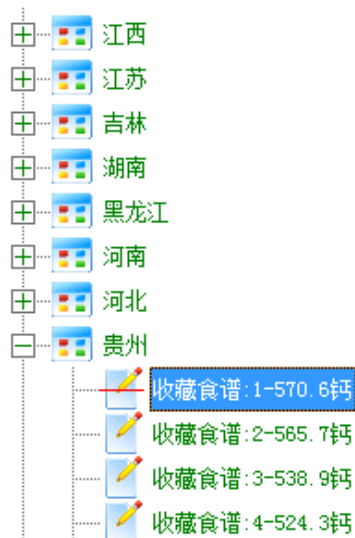 江西
江苏
吉林
湖南
黑龙江
河南
河北
贵州
收藏食谱:1-570.6钙
收藏食谱:2-565.7钙
收藏食谱:3-538.9钙
收藏食谱:4-524.3钙